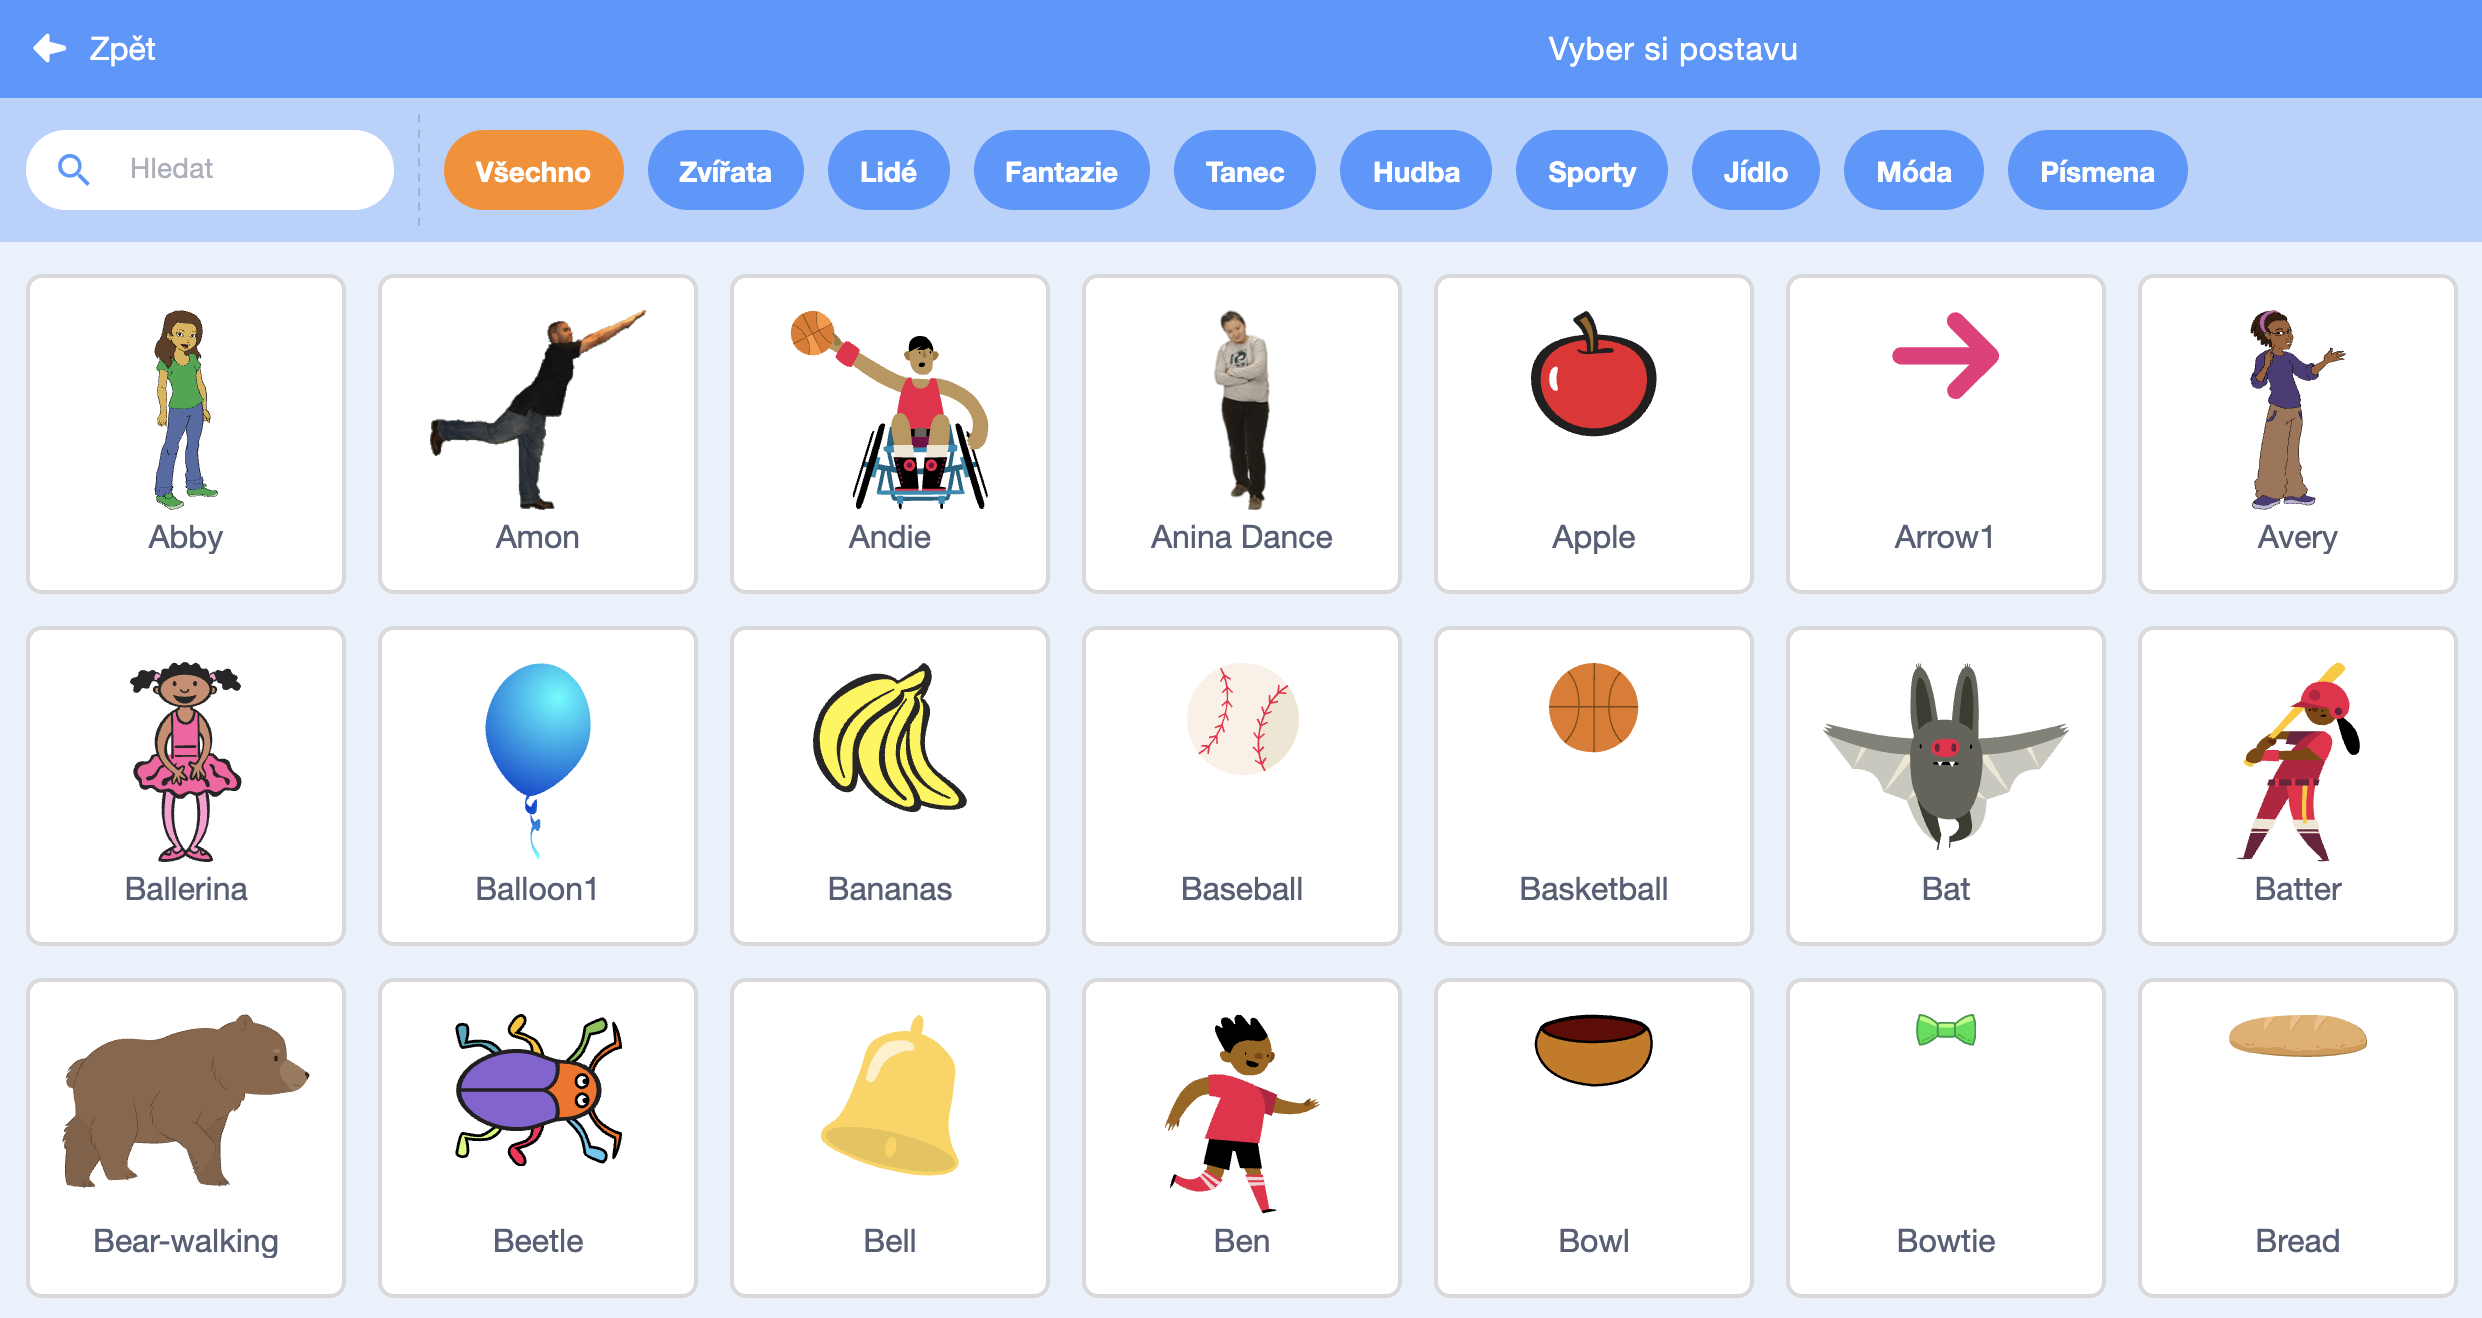 Zpět
Vyber si postavu
Hledat
Všechno
Zvířata
Lidé
Fantazie
Tanec
Hudba
Sporty
Jídlo
Móda
Písmena
Abby
Amon
Andie
Anina Dance
Apple
Arrow1
Avery
Ballerina
Balloon1
Bananas
Baseball
Basketball
Bat
Batter
Bear-walking
Beetle
Bell
Ben
Bowl
Bowtie
Bread